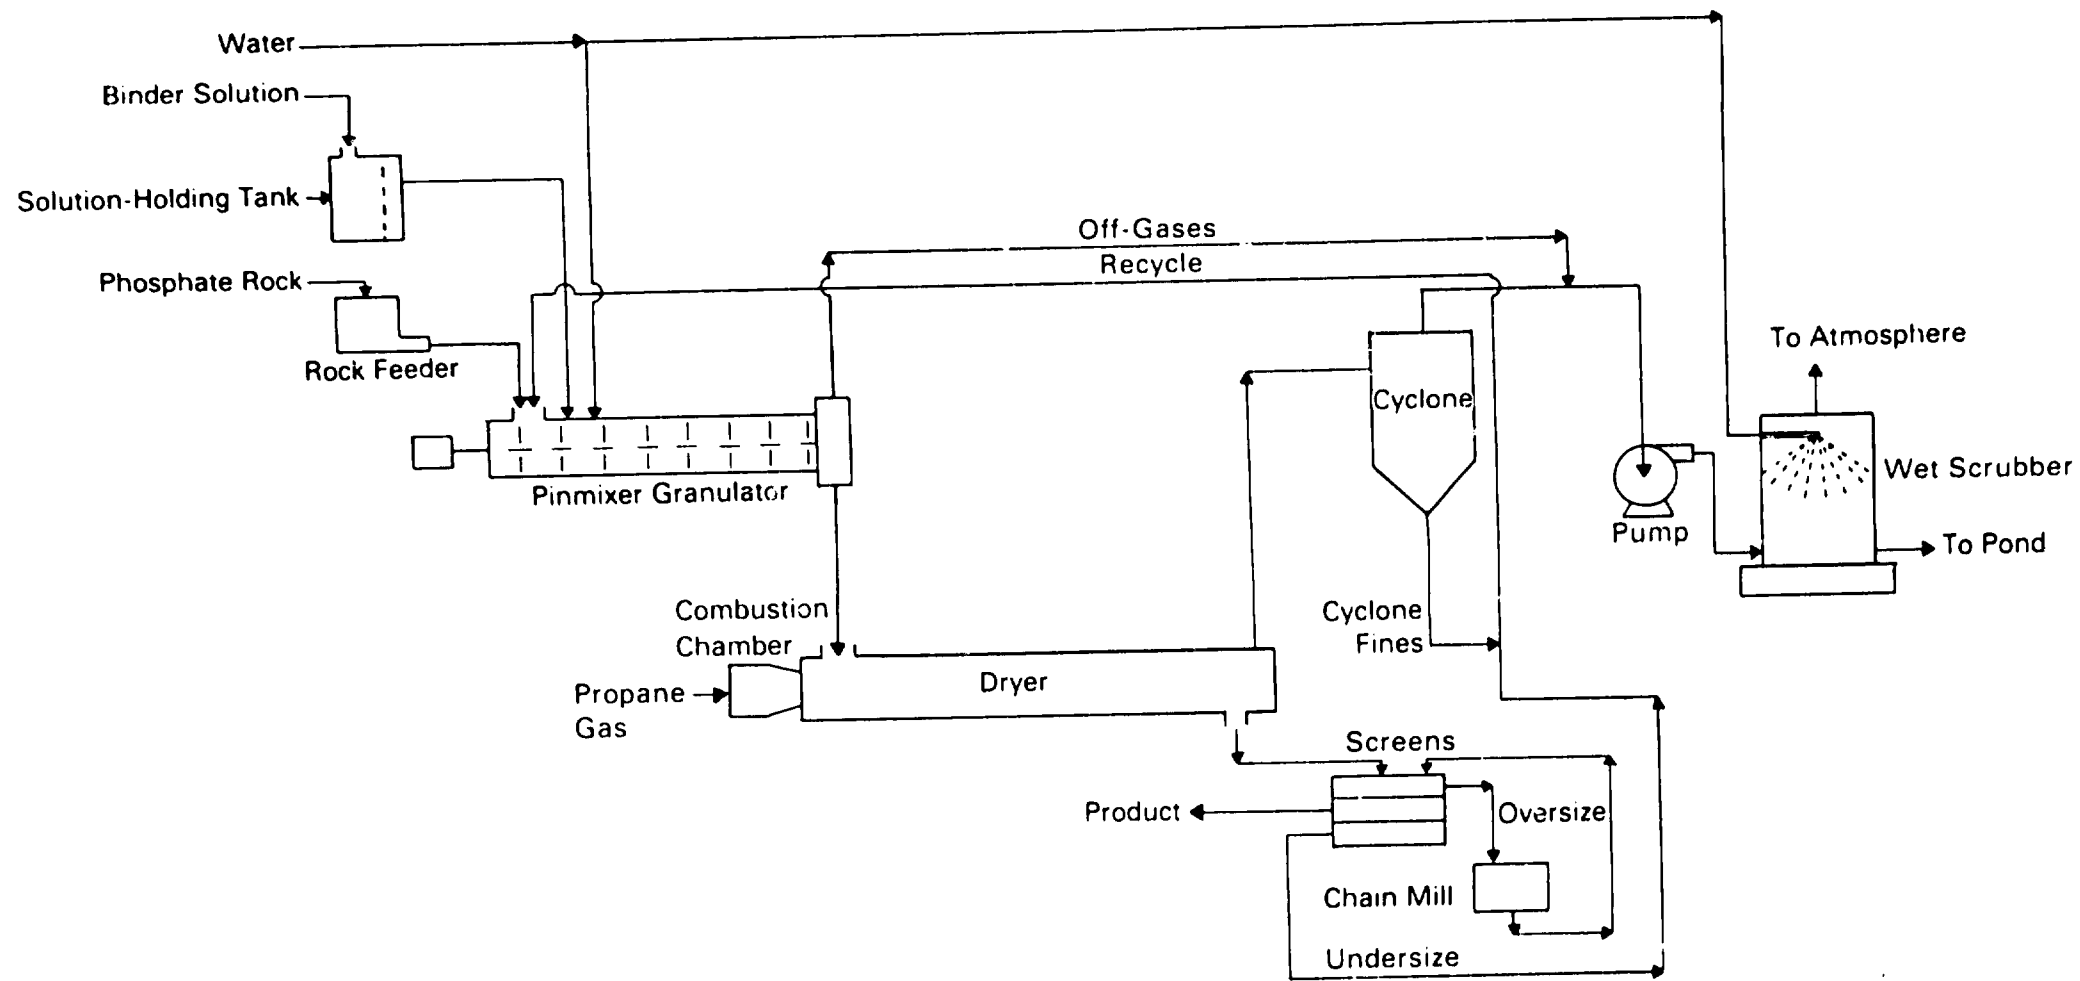 Water
Binder Solution
Solution-Holding Tank
Phosphate Rock
Rock Feeder
Off-Gases
Recycle
Pinmixer Granulator
Cyclone
To Atmosphere
Wet Scrubber
Pump
To Pond
Combustion
Chamber
Propane
Gas
Dryer
Cyclone
Fines
Screens
Product
Oversize
Chain Mill
Undersize